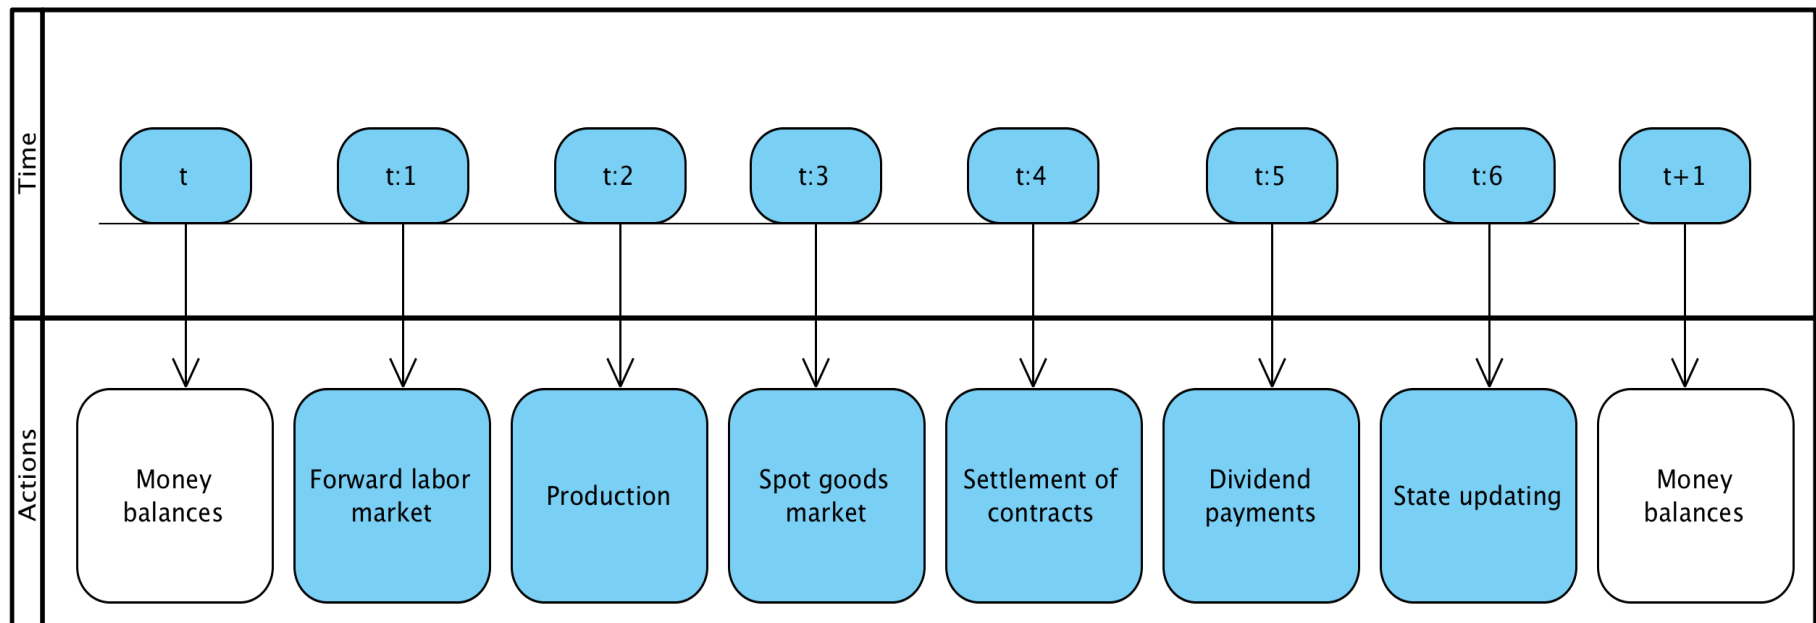 Time
t
t:1
t:2
t:3
t:4
t:5
t:6
t+1
Actions
Money
balances
Forward labor
market
Production
Spot goods
market
Settlement of
contracts
Dividend
payments
State updating
Money
balances